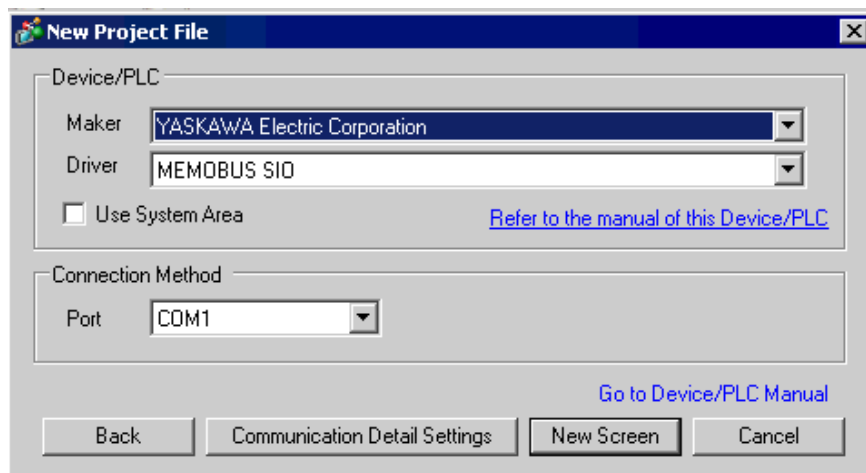 New Project File
Device/PLC
Maker YASKAWA Electric Corporation
Driver MEMOBUS SIO
Use System Area Refer to the manual of this Device/PLC
Connection Method
Port COM1
Go to Device/PLC Manual
Back Communication Detail Settings New Screen Cancel